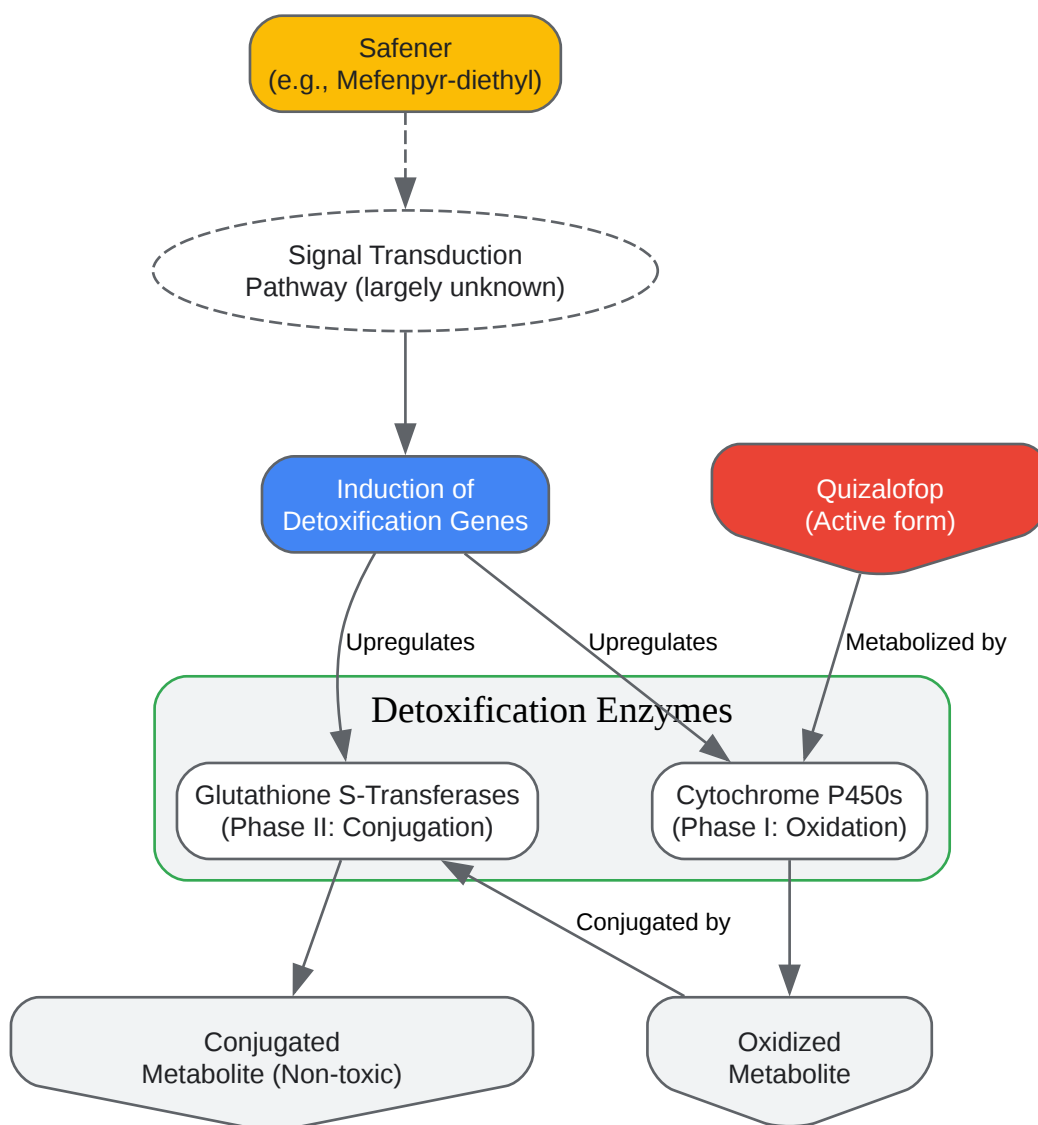 Safener
(e.g., Mefenpyr-diethyl)
Signal Transduction
Pathway (largely unknown)
Induction of
Detoxification Genes
Quizalofop
(Active form)
Upregulates
Upregulates
Metabolized by
Detoxification Enzymes
Glutathione S-Transferases
(Phase II: Conjugation)
Cytochrome P450s
(Phase I: Oxidation)
Conjugated by
Conjugated
Metabolite (Non-toxic)
Oxidized
Metabolite